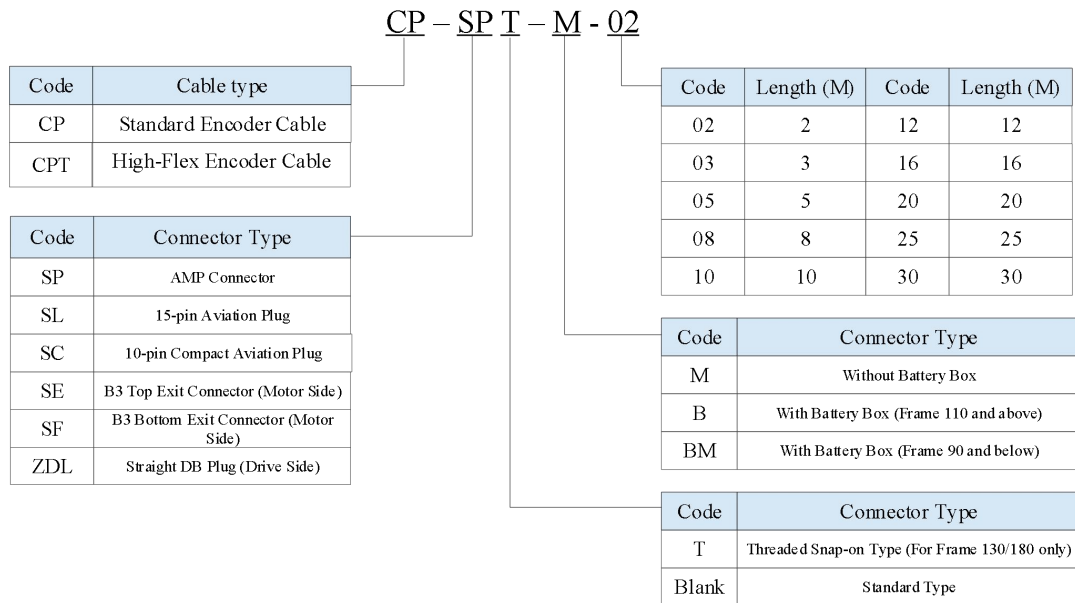 CP – SP T – M - 02
Code Cable type
CP Standard Encoder Cable
CPT High-Flex Encoder Cable
Code Connector Type
SP AMP Connector
SL 15-pin Aviation Plug
SC 10-pin Compact Aviation Plug
SE B3 Top Exit Connector (Motor Side)
SF B3 Bottom Exit Connector (Motor
Side)
ZDL Straight DB Plug (Drive Side)
Code Length (M) Code Length (M)
02 2 12 12
03 3 16 16
05 5 20 20
08 8 25 25
10 10 30 30
Code Connector Type
M Without Battery Box
B With Battery Box (Frame 110 and above)
BM With Battery Box (Frame 90 and below)
Code Connector Type
T Threaded Snap-on Type (For Frame 130/180 only)
Blank Standard Type